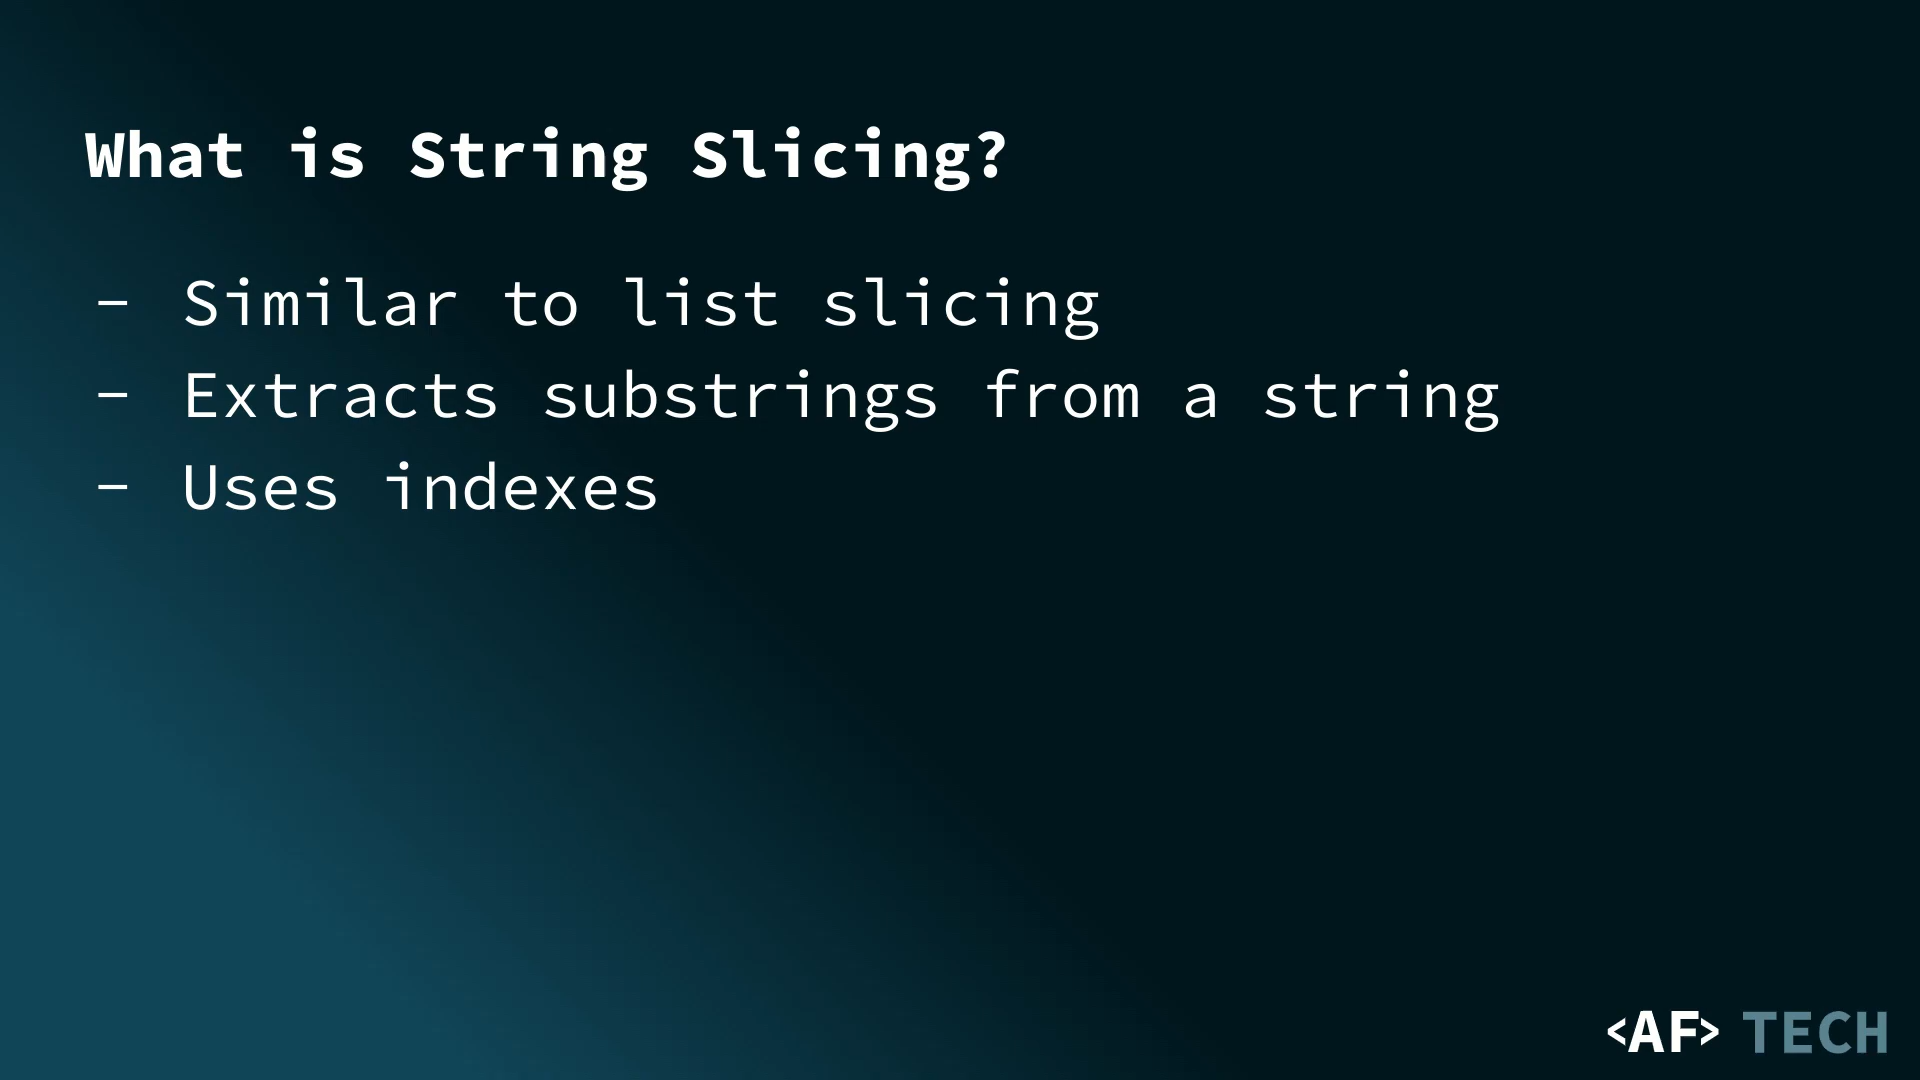 What is String Slicing?
- Similar to list slicing
- Extracts substrings from a string
- Uses indexes
<AF> TECH